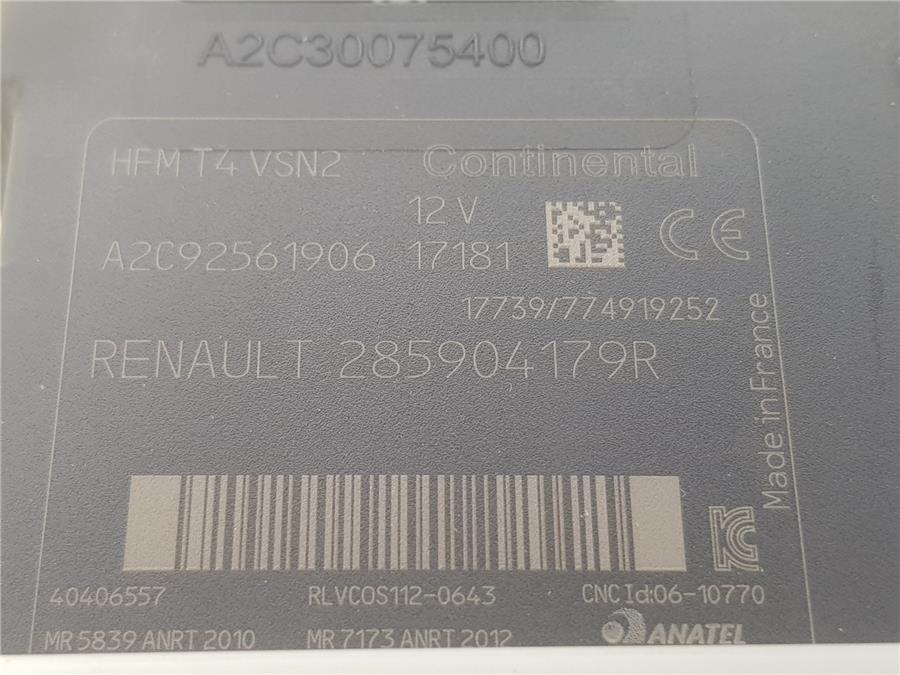 A2C30075400
HFM T4 VSN2 Continental
12 V
A2C92561906 17181 CE
17739/774919252
RENAULT 285904179R
Made in France
40406557 RLVCOS112-0643 CNC Id:06-10770
MR 5839 ANRT 2010 MR 7173 ANRT 2012 ANATEL